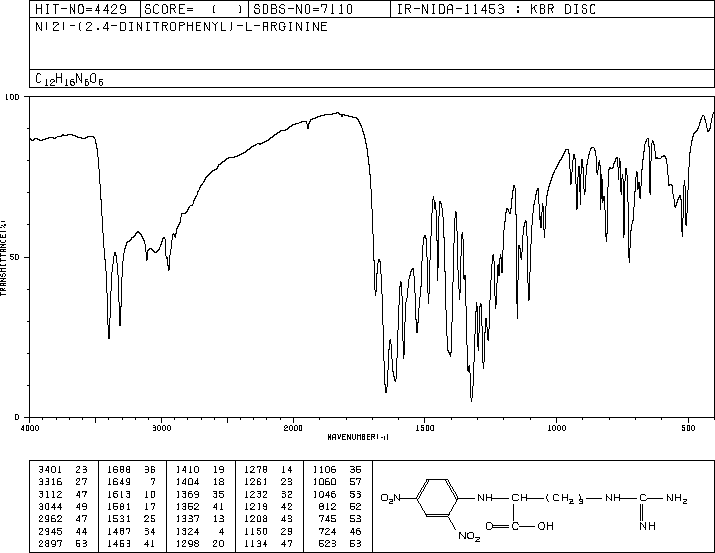 HIT-NO=4429 SCORE= ( ) SDBS-NO=7110 IR-NIDA-11453 : KBR DISC
N(2)-(2,4-DINITROPHENYL)-L-ARGININE
C12H16N6O6
TRANSMITTANCE(%)
100
50
0
4000 3000 2000 1500 1000 500
WAVENUMBER(-1)
3401 23 1688 36 1410 19 1278 14 1106 35
3316 27 1649 7 1404 18 1261 23 1060 57
3112 47 1613 10 1369 35 1232 32 1046 53
3044 49 1581 17 1352 41 1219 42 812 52
2962 47 1531 25 1337 13 1208 43 745 53
2945 44 1487 34 1324 4 1150 29 724 46
2897 53 1453 41 1298 20 1134 47 523 53
O2N NH CH (CH2)3 NH C NH2
NO2 O C OH NH